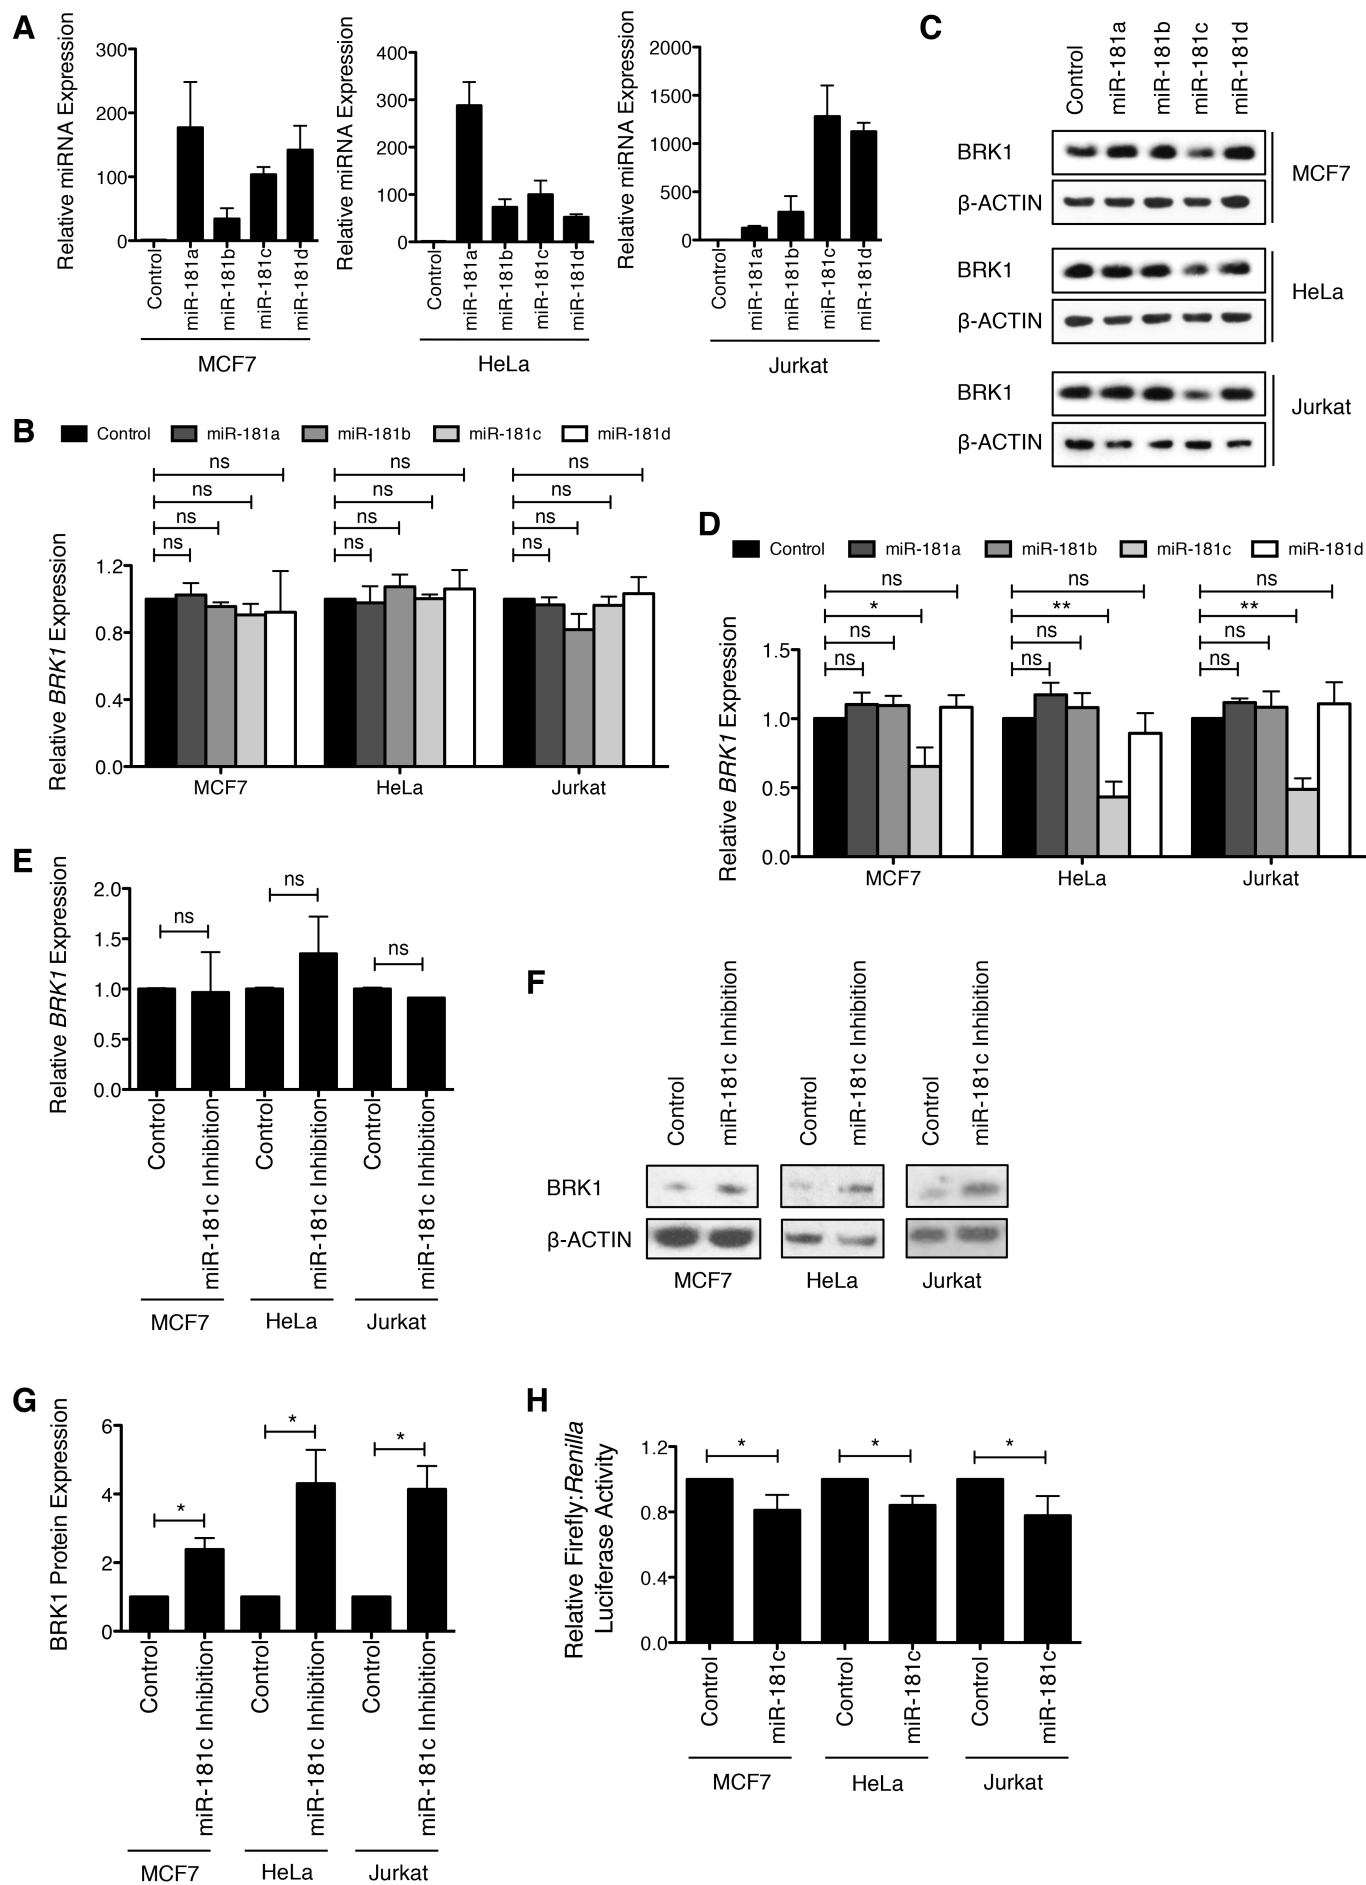 A
Relative miRNA Expression
300
200
100
0
Control
miR-181a
miR-181b
miR-181c
miR-181d
MCF7
Relative miRNA Expression
400
300
200
100
0
Control
miR-181a
miR-181b
miR-181c
miR-181d
HeLa
Relative miRNA Expression
2000
1500
1000
500
0
Control
miR-181a
miR-181b
miR-181c
miR-181d
Jurkat
B
Control miR-181a miR-181b miR-181c miR-181d
ns ns ns
ns ns ns
ns ns ns
ns ns ns
Relative BRK1 Expression
1.2
0.8
0.4
0.0
MCF7 HeLa Jurkat
C
Control
miR-181a
miR-181b
miR-181c
miR-181d
BRK1
β-ACTIN
MCF7
BRK1
β-ACTIN
HeLa
BRK1
β-ACTIN
Jurkat
D
Control miR-181a miR-181b miR-181c miR-181d
ns ns ns
* ** **
ns ns ns
ns ns ns
Relative BRK1 Expression
1.5
1.0
0.5
0.0
MCF7 HeLa Jurkat
E
Relative BRK1 Expression
2.0
1.5
1.0
0.5
0.0
ns ns ns
Control
miR-181c Inhibition
Control
miR-181c Inhibition
Control
miR-181c Inhibition
MCF7 HeLa Jurkat
F
Control
miR-181c Inhibition
Control
miR-181c Inhibition
Control
miR-181c Inhibition
BRK1
β-ACTIN
MCF7 HeLa Jurkat
G
BRK1 Protein Expression
6
4
2
0
* * *
Control
miR-181c Inhibition
Control
miR-181c Inhibition
Control
miR-181c Inhibition
MCF7 HeLa Jurkat
H
Relative Firefly:Renilla
Luciferase Activity
1.2
0.8
0.4
0.0
* * *
Control
miR-181c
Control
miR-181c
Control
miR-181c
MCF7 HeLa Jurkat